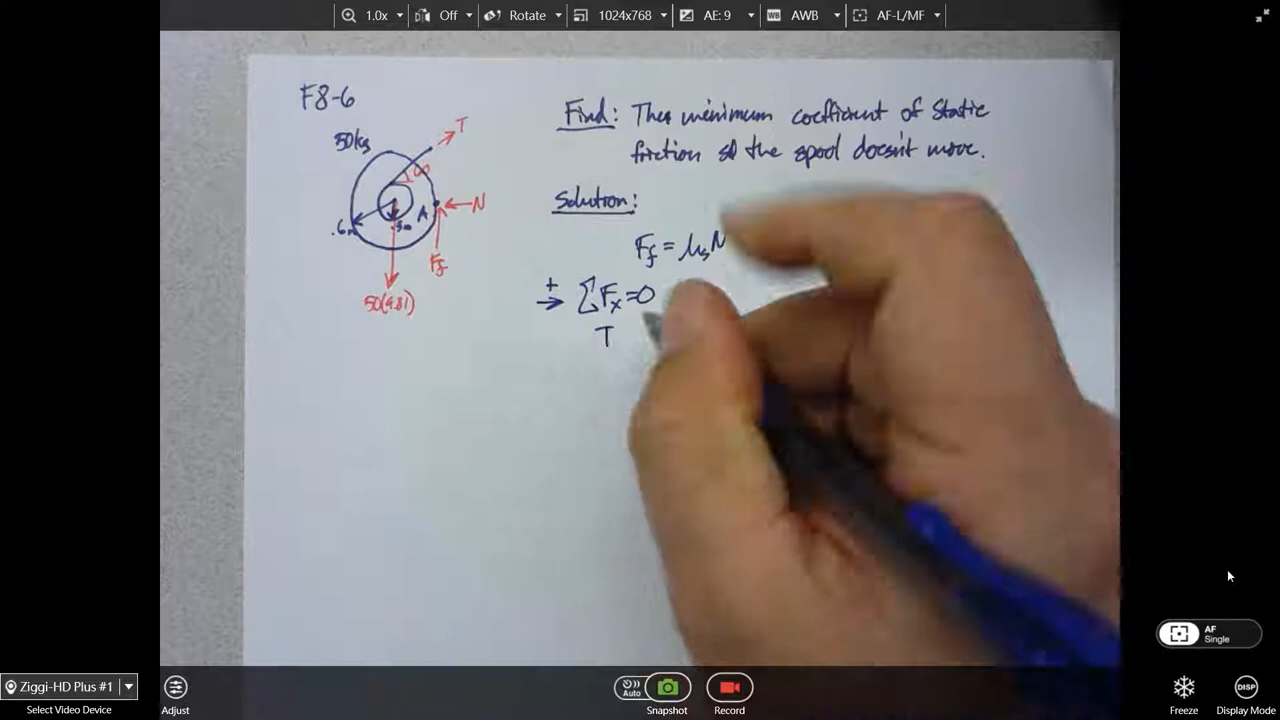 1.0x Off Rotate 1024x768 AE: 9 AWB AF-L/MF
F8-6
50kg
T
60
N
A
.6m
.3m
Ff
50(9.81)
Find: The minimum coefficient of static
friction so the spool doesn't move.
Solution:
Ff = μs N
+
→ ΣFx = 0
T
AF
Single
Ziggi-HD Plus #1
Select Video Device
Adjust
Auto
Snapshot
Record
Freeze
DISP
Display Mode